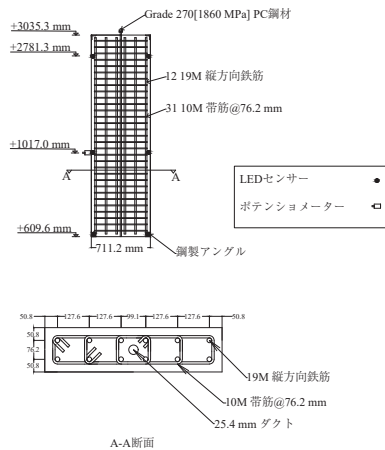 Grade 270[1860 MPa] PC鋼材
+3035.3 mm
+2781.3 mm
12 19M 縦方向鉄筋
31 10M 帯筋@76.2 mm
+1017.0 mm
A
A
LEDセンサー
ポテンショメーター
+609.6 mm
711.2 mm
鋼製アングル
50.8
127.6
127.6
99.1
127.6
127.6
50.8
50.8
76.2
50.8
19M 縦方向鉄筋
10M 帯筋@76.2 mm
25.4 mm ダクト
A-A断面